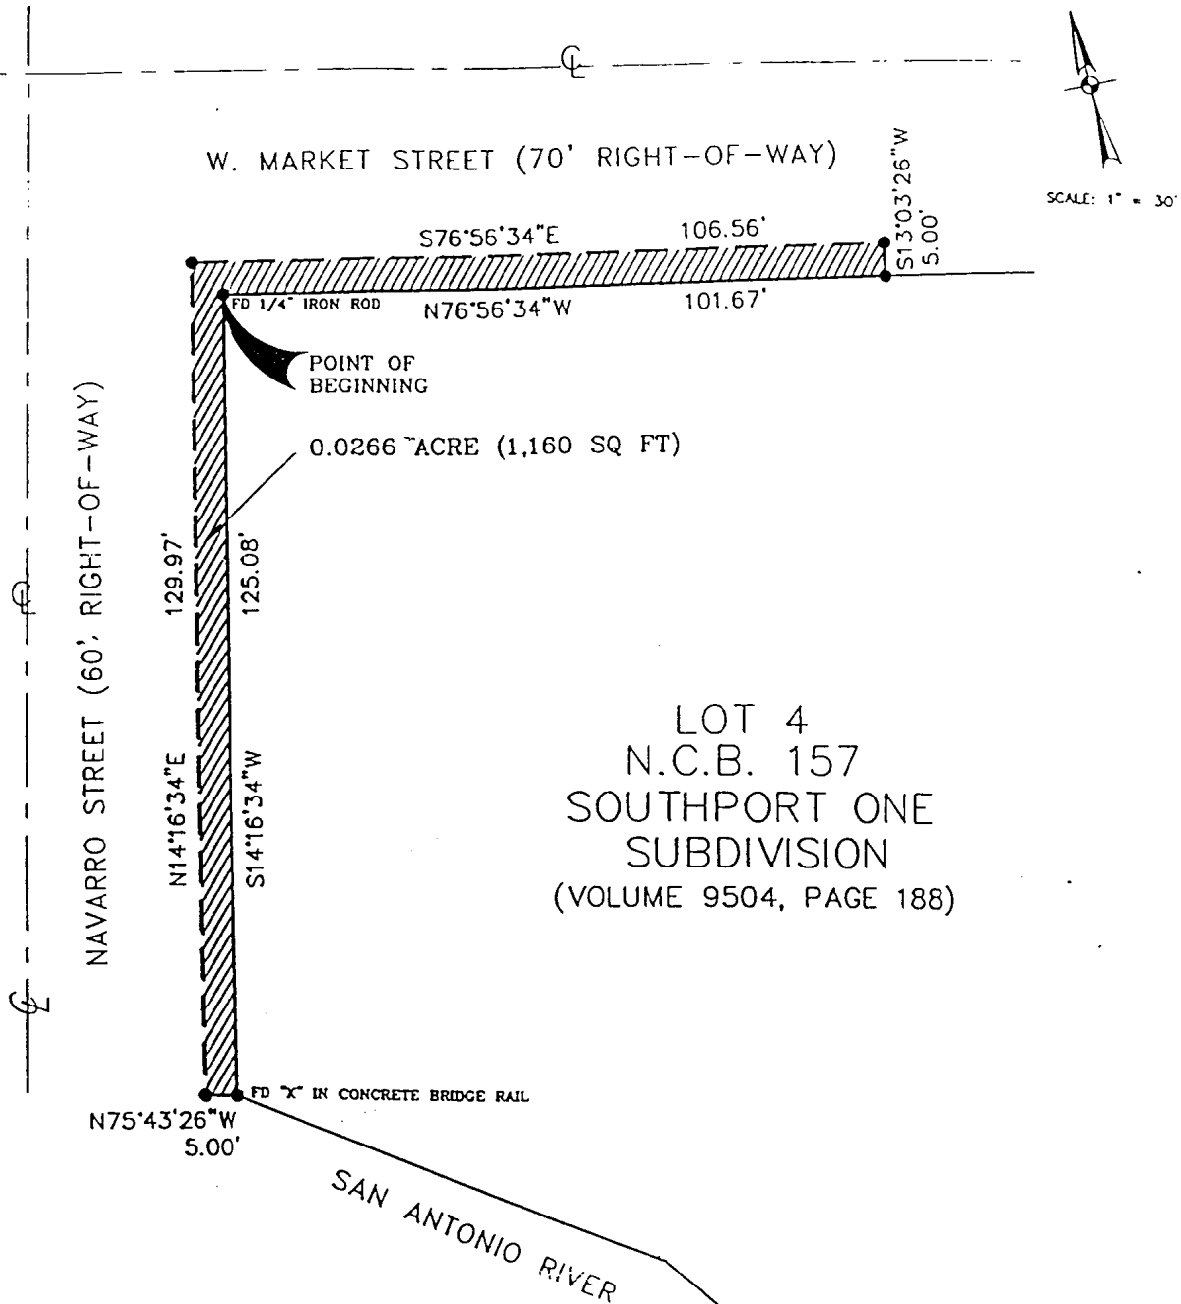 W. MARKET STREET (70' RIGHT-OF-WAY)
SCALE: 1" = 30'
S76°56'34"E 106.56'
S13°03'26"W
5.00'
FD 1/4" IRON ROD
N76°56'34"W 101.67'
POINT OF
BEGINNING
0.0266 ACRE (1,160 SQ FT)
NAVARRO STREET (60' RIGHT-OF-WAY)
N14°16'34"E 129.97'
S14°16'34"W 125.08'
LOT 4
N.C.B. 157
SOUTHPORT ONE
SUBDIVISION
(VOLUME 9504, PAGE 188)
FD "X" IN CONCRETE BRIDGE RAIL
N75°43'26"W
5.00'
SAN ANTONIO RIVER